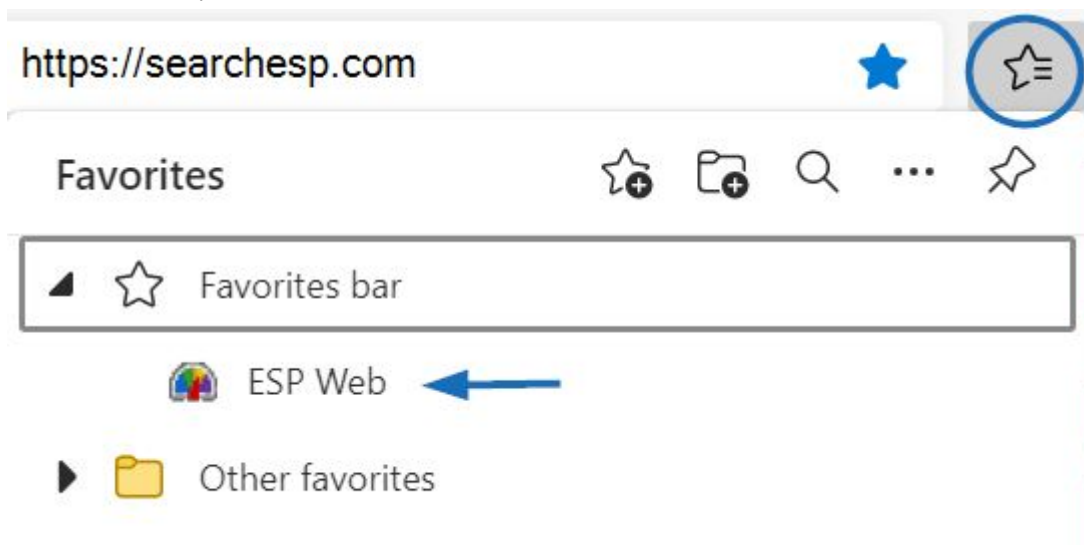 https://searchesp.com
Favorites
Favorites bar
ESP Web
Other favorites